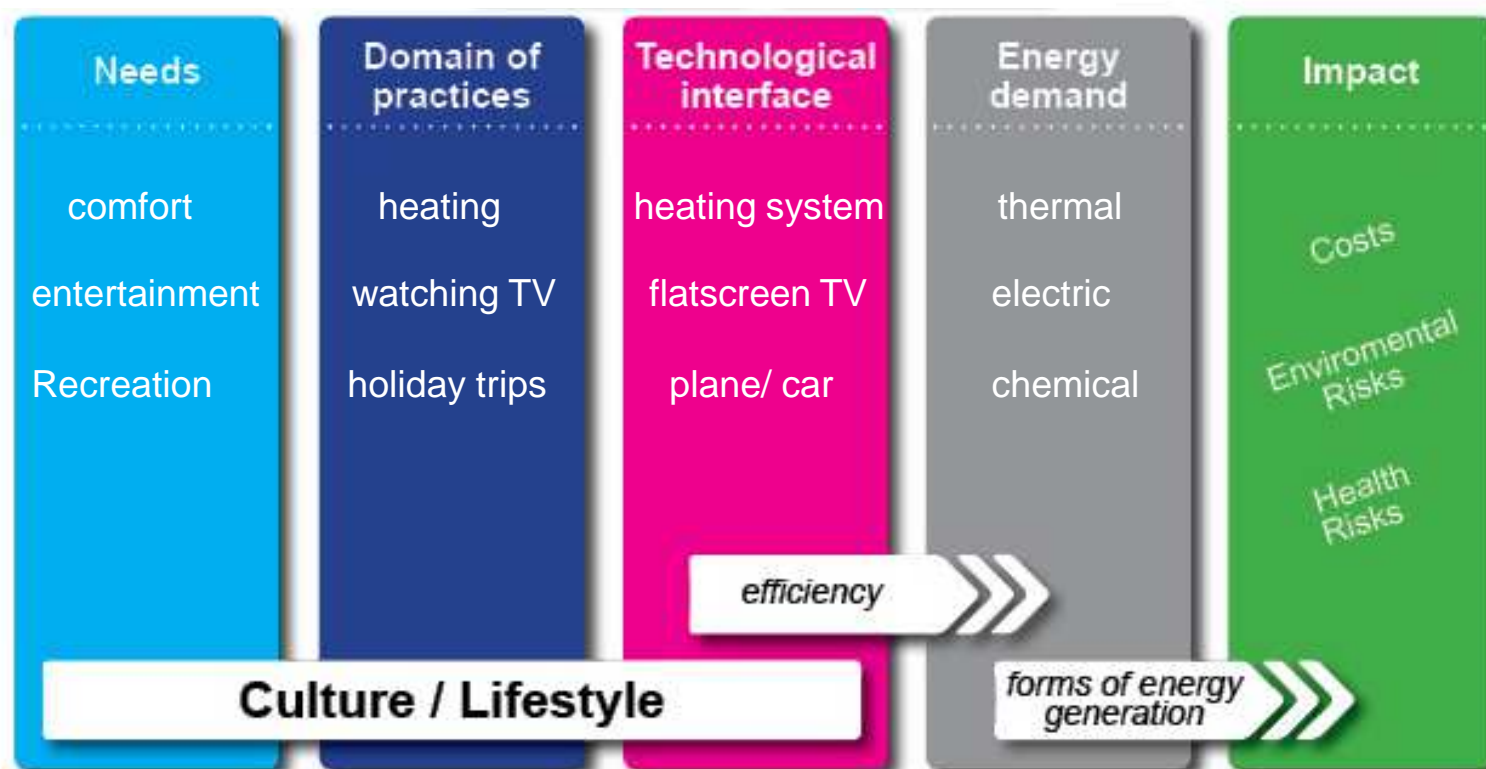 Needs
Domain of
practices
Technological
interface
Energy
demand
Impact
comfort
heating
heating system
thermal
entertainment
watching TV
flatscreen TV
electric
Recreation
holiday trips
plane/ car
chemical
Costs
Enviromental
Risks
Health
Risks
efficiency
Culture / Lifestyle
forms of energy
generation